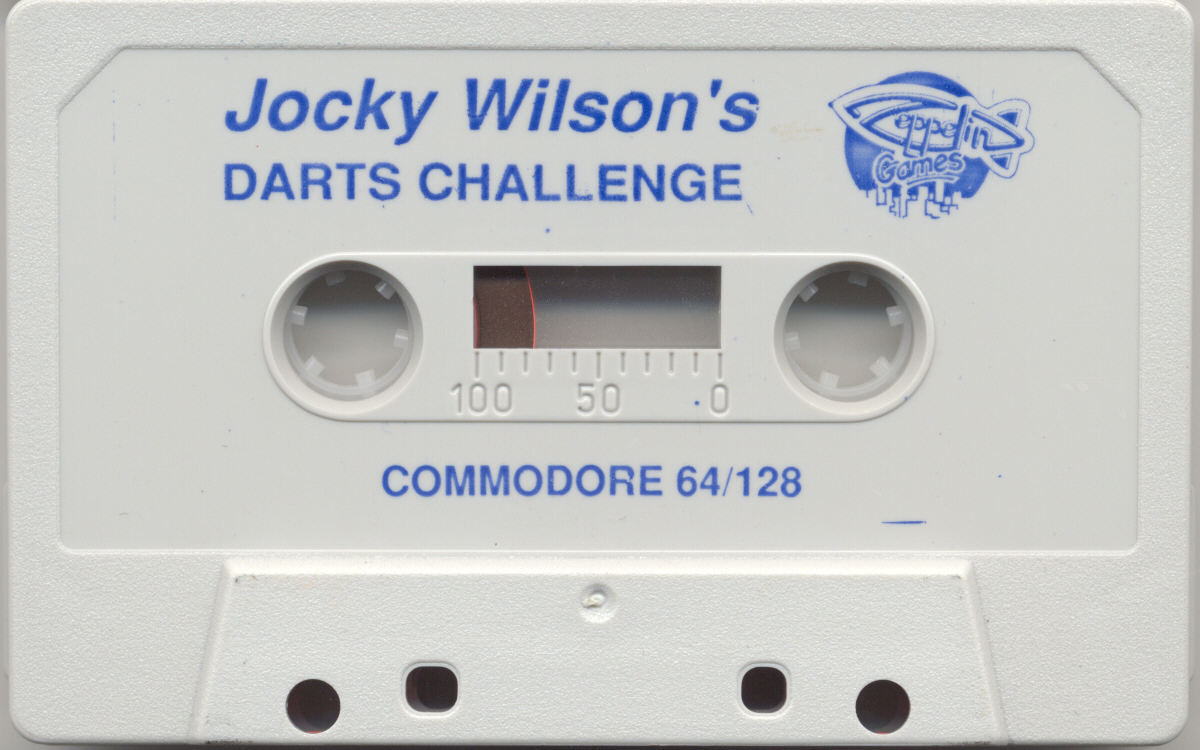 Jocky Wilson's
DARTS CHALLENGE
Zeppelin
Games
100 50 0
COMMODORE 64/128